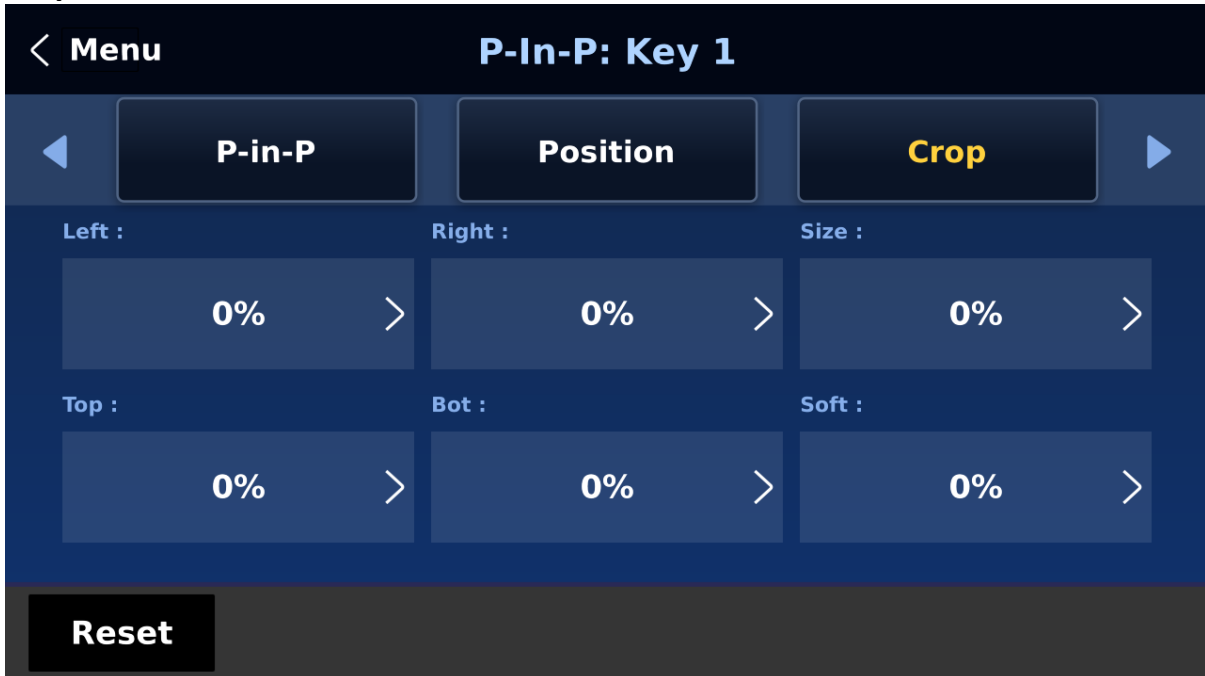 Menu
P-In-P: Key 1
P-in-P
Position
Crop
Left :
Right :
Size :
0%
0%
0%
Top :
Bot :
Soft :
0%
0%
0%
Reset